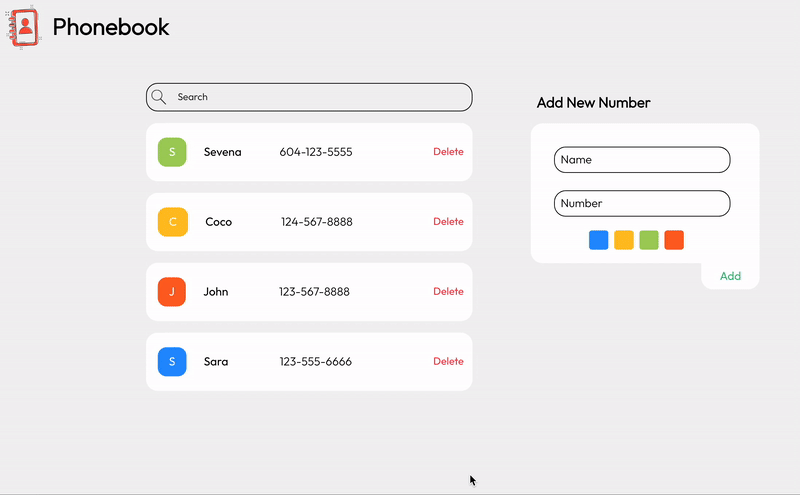 Phonebook
Search
S Sevena 604-123-5555 Delete
C Coco 124-567-8888 Delete
J John 123-567-8888 Delete
S Sara 123-555-6666 Delete
Add New Number
Name
Number
Add